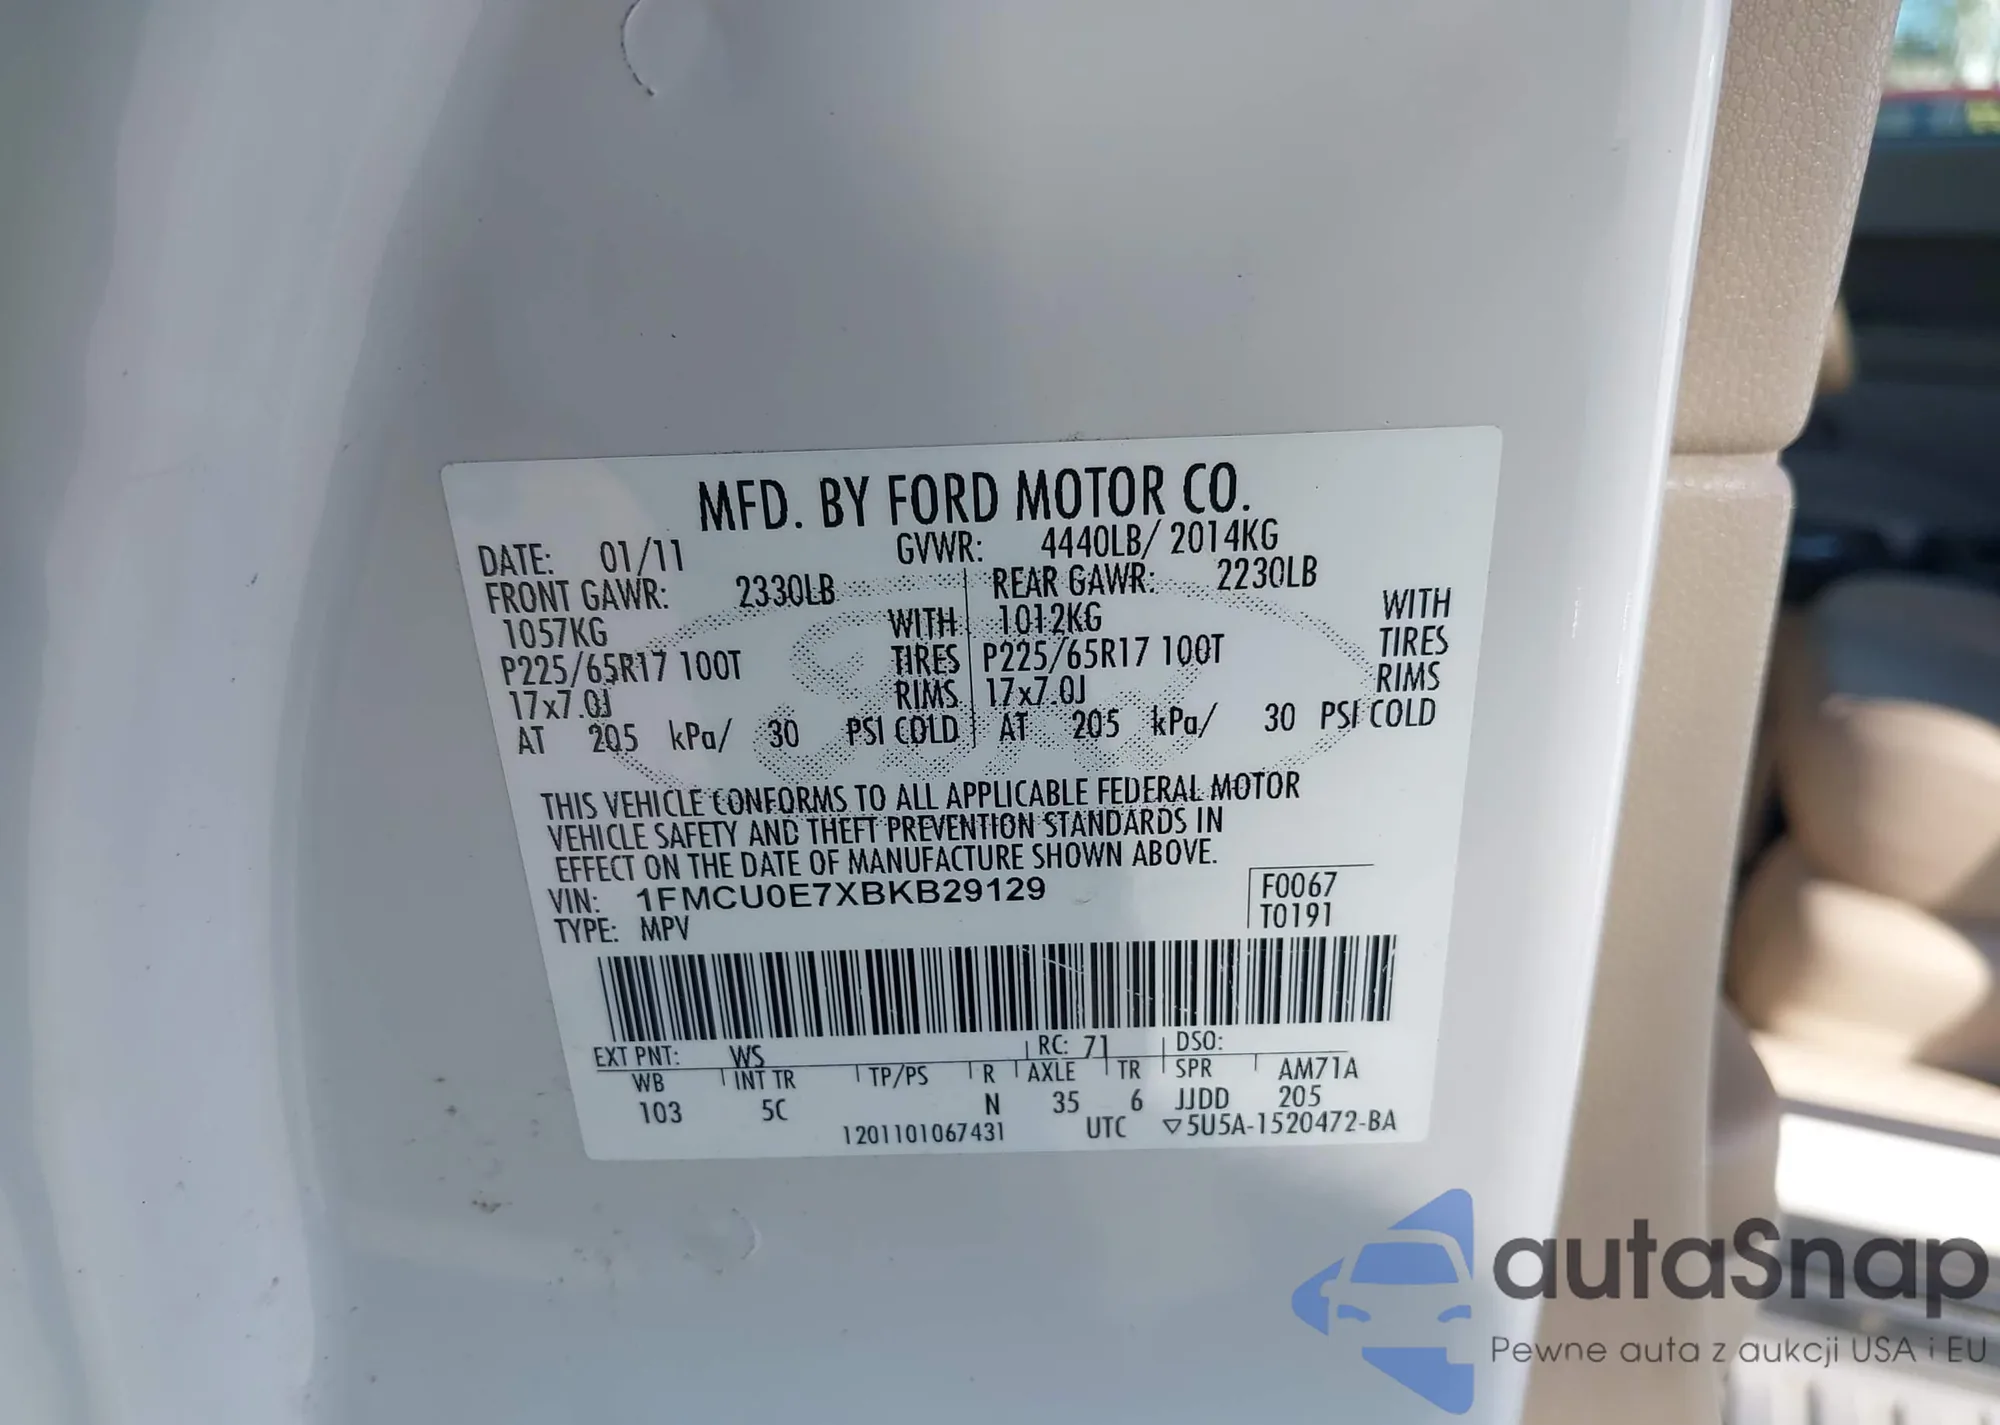 MFD. BY FORD MOTOR CO.
DATE: 01/11 GVWR: 4440LB/ 2014KG
FRONT GAWR: 2330LB REAR GAWR: 2230LB
1057KG WITH 1012KG WITH
P225/65R17 100T TIRES P225/65R17 100T TIRES
17x7.0J RIMS 17x7.0J RIMS
AT 205 kPa/ 30 PSI COLD AT 205 kPa/ 30 PSI COLD
THIS VEHICLE CONFORMS TO ALL APPLICABLE FEDERAL MOTOR
VEHICLE SAFETY AND THEFT PREVENTION STANDARDS IN
EFFECT ON THE DATE OF MANUFACTURE SHOWN ABOVE.
VIN: 1FMCU0E7XBKB29129 F0067
TYPE: MPV T0191
EXT PNT: WS RC: 71 DSO:
WB INT TR TP/PS R AXLE TR SPR AM71A
103 5C N 35 6 JJDD 205
1201101067431 UTC ▽5U5A-1520472-BA
autaSnap
Pewne auta z aukcji USA i EU